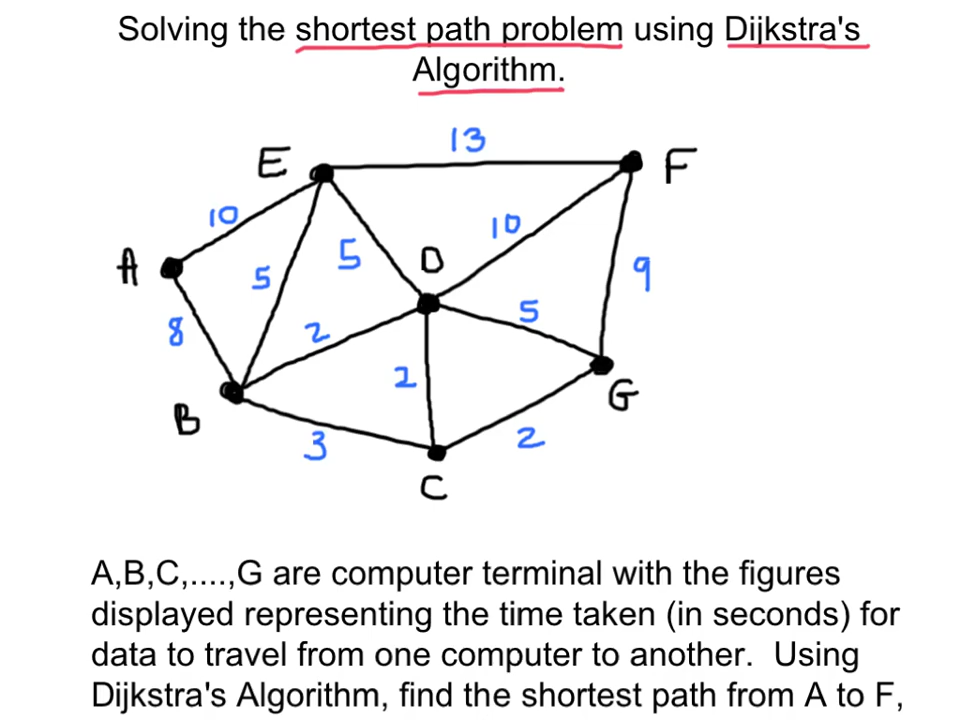 Solving the shortest path problem using Dijkstra's
Algorithm.
13
E
F
10
10
A
5
5
D
9
8
2
5
2
G
B
3
2
C
A,B,C,....,G are computer terminal with the figures
displayed representing the time taken (in seconds) for
data to travel from one computer to another. Using
Dijkstra's Algorithm, find the shortest path from A to F,